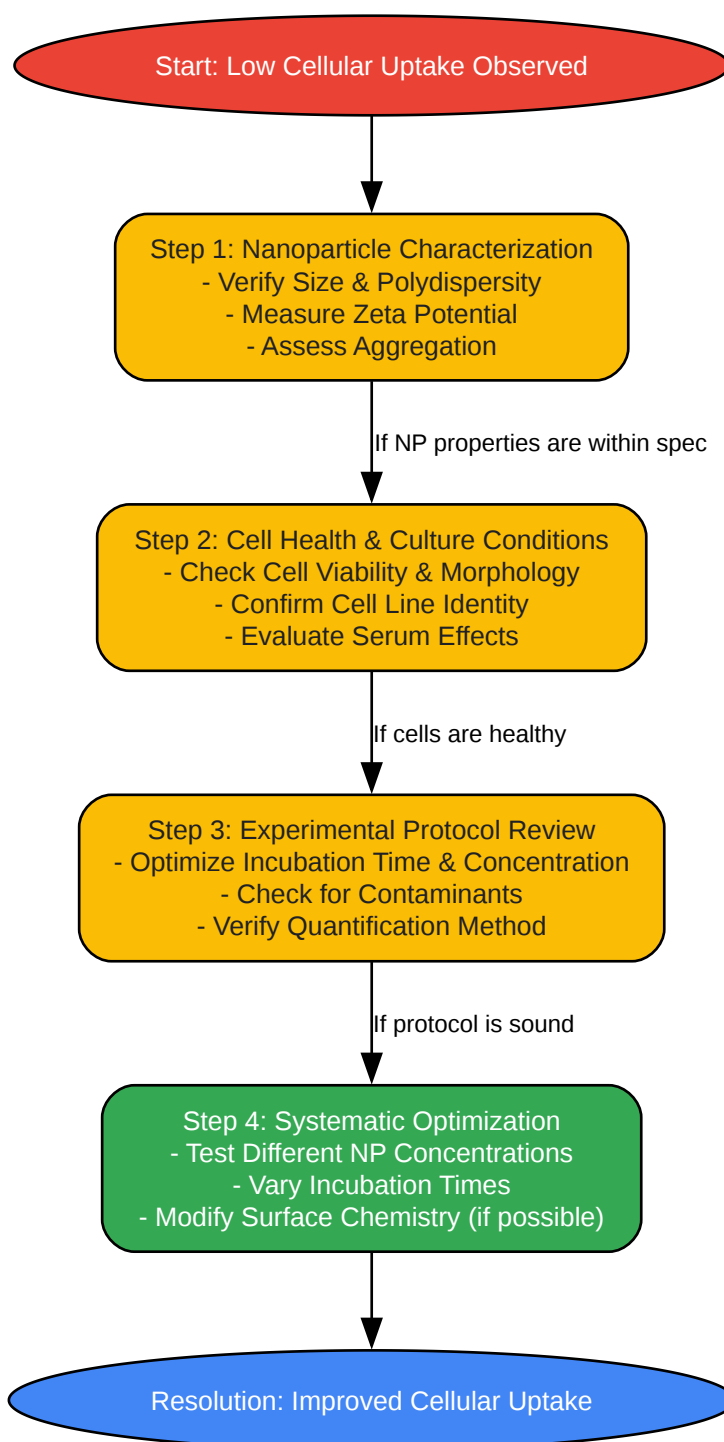 Start: Low Cellular Uptake Observed
Step 1: Nanoparticle Characterization
- Verify Size & Polydispersity
- Measure Zeta Potential
- Assess Aggregation
If NP properties are within spec
Step 2: Cell Health & Culture Conditions
- Check Cell Viability & Morphology
- Confirm Cell Line Identity
- Evaluate Serum Effects
If cells are healthy
Step 3: Experimental Protocol Review
- Optimize Incubation Time & Concentration
- Check for Contaminants
- Verify Quantification Method
If protocol is sound
Step 4: Systematic Optimization
- Test Different NP Concentrations
- Vary Incubation Times
- Modify Surface Chemistry (if possible)
Resolution: Improved Cellular Uptake